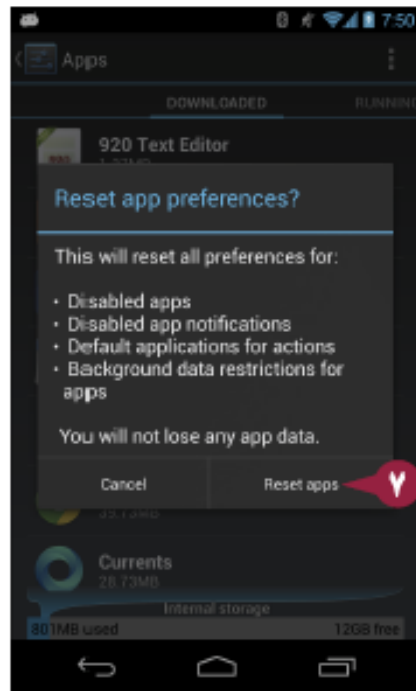 7:50
Apps
DOWNLOADED
RUNNING
920 Text Editor
Reset app preferences?
This will reset all preferences for:
• Disabled apps
• Disabled app notifications
• Default applications for actions
• Background data restrictions for
apps
You will not lose any app data.
Cancel
Reset apps
۷
39.13MB
Currents
28.73MB
Internal storage
801MB used
12GB free